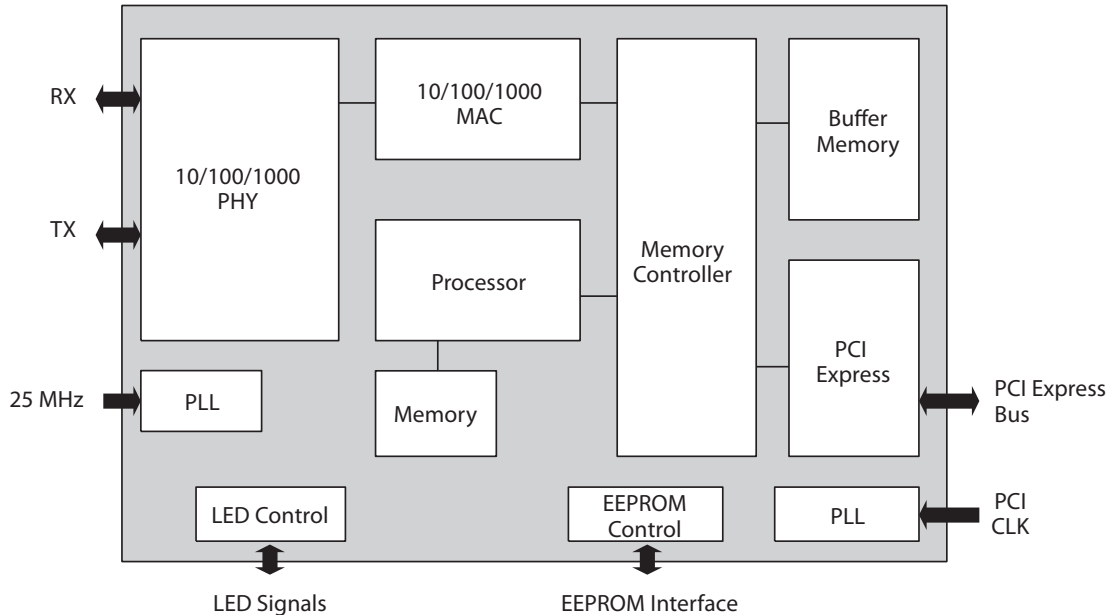 RX
TX
25 MHz
10/100/1000
PHY
PLL
10/100/1000
MAC
Processor
Memory
Memory
Controller
Buffer
Memory
PCI
Express
PCI Express
Bus
LED Control
EEPROM
Control
PLL
PCI
CLK
LED Signals
EEPROM Interface